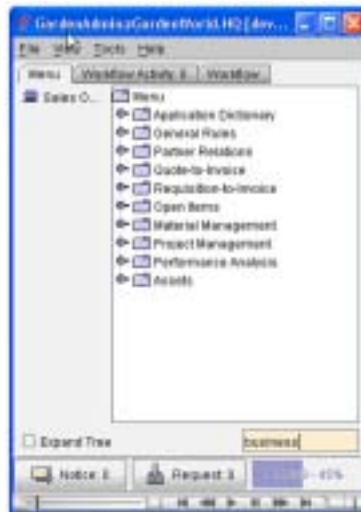 GardenAdmin@GardenWorld.HQ [dev...
File View Tools Help
Menu Workflow Activity: 0 Workflow
Sales O...
Menu
Application Dictionary
General Rules
Partner Relations
Quote-to-Invoice
Requisition-to-Invoice
Open Items
Material Management
Project Management
Performance Analysis
Assets
Expand Tree
business
Notice: 0 Request: 3 45%